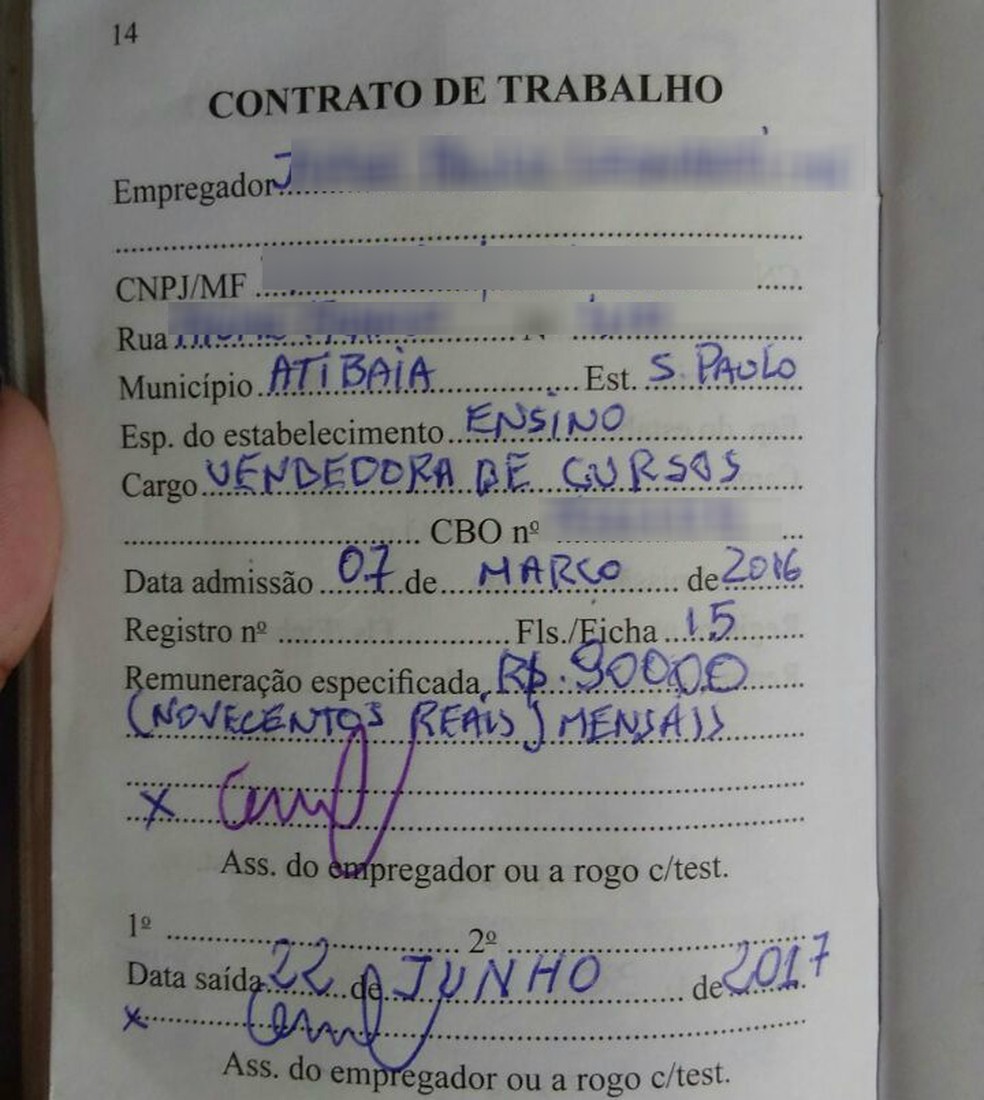 14
CONTRATO DE TRABALHO
Empregador
CNPJ/MF
Rua
Município ATIBAIA Est. S. PAULO
Esp. do estabelecimento ENSINO
Cargo VENDEDORA DE CURSOS
CBO nº
Data admissão 07 de MARCO de 2016
Registro nº Fls./Ficha 15
Remuneração especificada R$. 900,00
(NOVECENTOS REAIS) MENSAIS
X
Ass. do empregador ou a rogo c/test.
1º 2º
Data saída 22 de JUNHO de 2017
x
Ass. do empregador ou a rogo c/test.